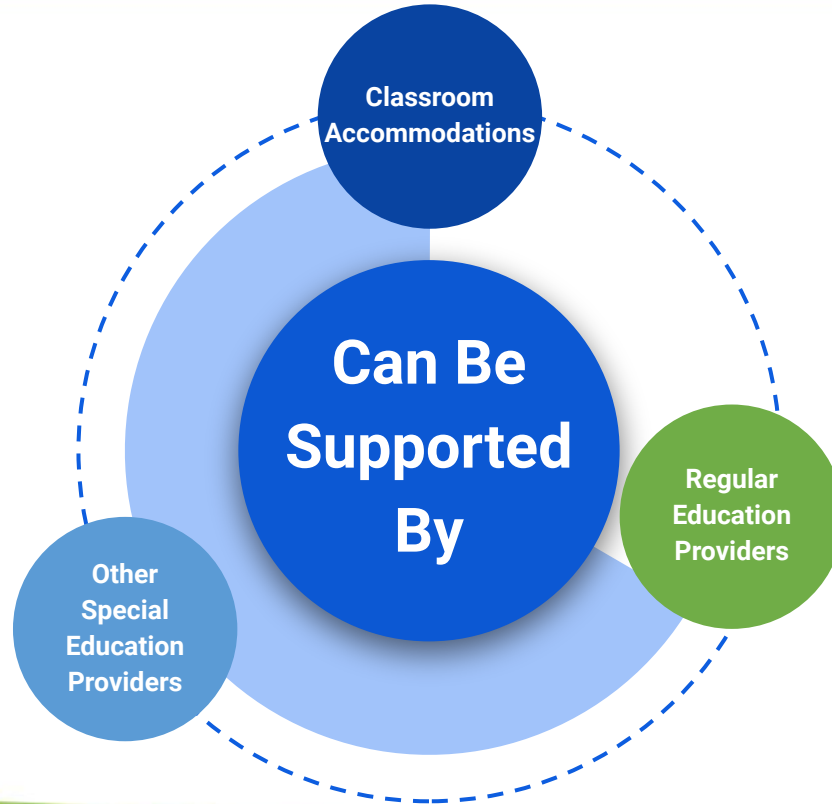 Classroom
Accommodations
Can Be
Supported
By
Regular
Education
Providers
Other
Special
Education
Providers